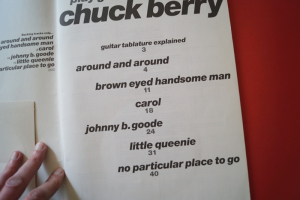 chuck berry
guitar tablature explained
3
around and around
4
brown eyed handsome man
11
carol
18
johnny b. goode
24
little queenie
31
no particular place to go
40
around and around
brown eyed handsome man
carol
johnny b. goode
little queenie
no particular place to go